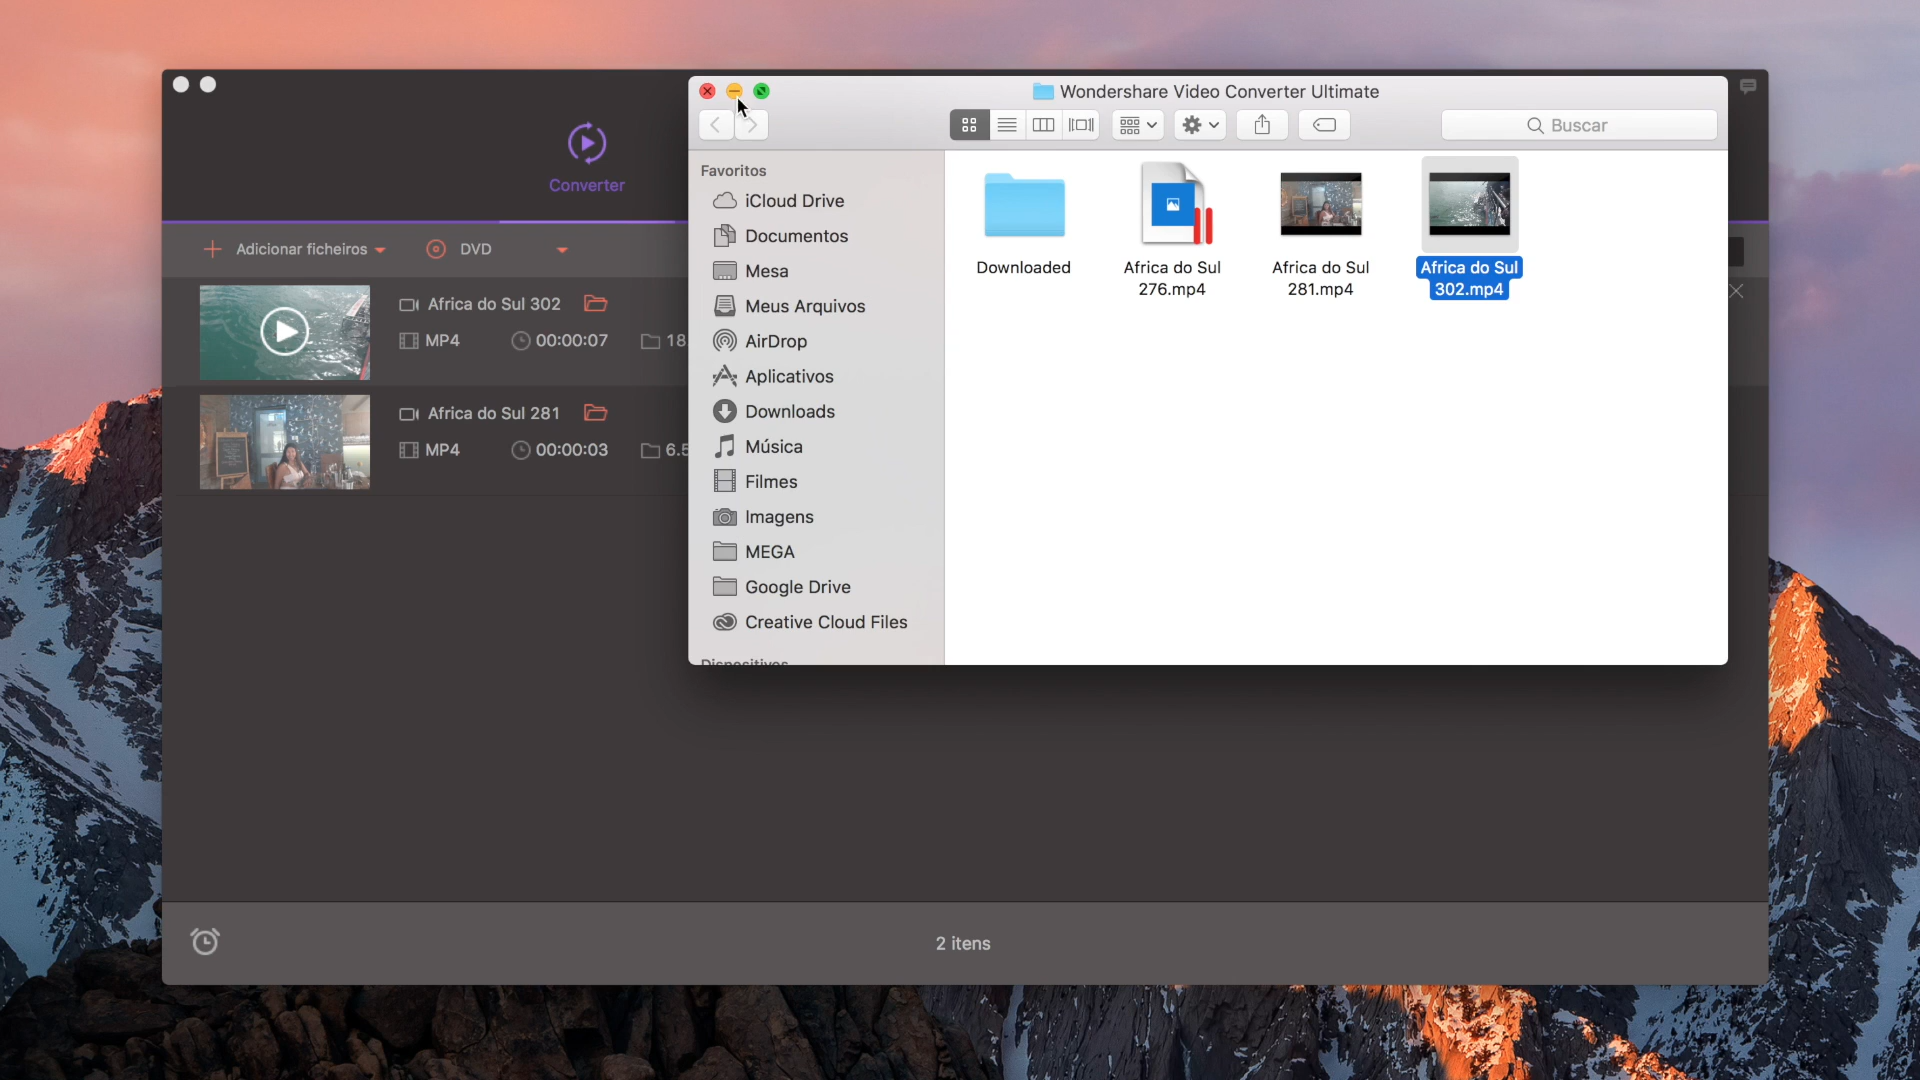 Wondershare Video Converter Ultimate
Buscar
Converter
Adicionar ficheiros
DVD
Africa do Sul 302
MP4
00:00:07
18.
Africa do Sul 281
MP4
00:00:03
6.5
Favoritos
iCloud Drive
Documentos
Mesa
Meus Arquivos
AirDrop
Aplicativos
Downloads
Música
Filmes
Imagens
MEGA
Google Drive
Creative Cloud Files
Dispositivos
Downloaded
Africa do Sul
276.mp4
Africa do Sul
281.mp4
Africa do Sul
302.mp4
2 itens